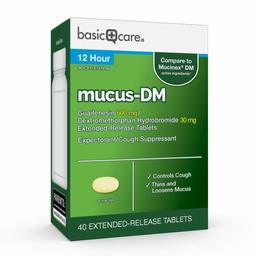 basic care®
12 Hour
Compare to
Mucinex® DM
active ingredients†
mucus-DM
Guaifenesin 600 mg/
Dextromethorphan Hydrobromide 30 mg
Extended-Release Tablets
Expectorant/Cough Suppressant
✓ Controls Cough
✓ Thins and
Loosens Mucus
40 EXTENDED-RELEASE TABLETS